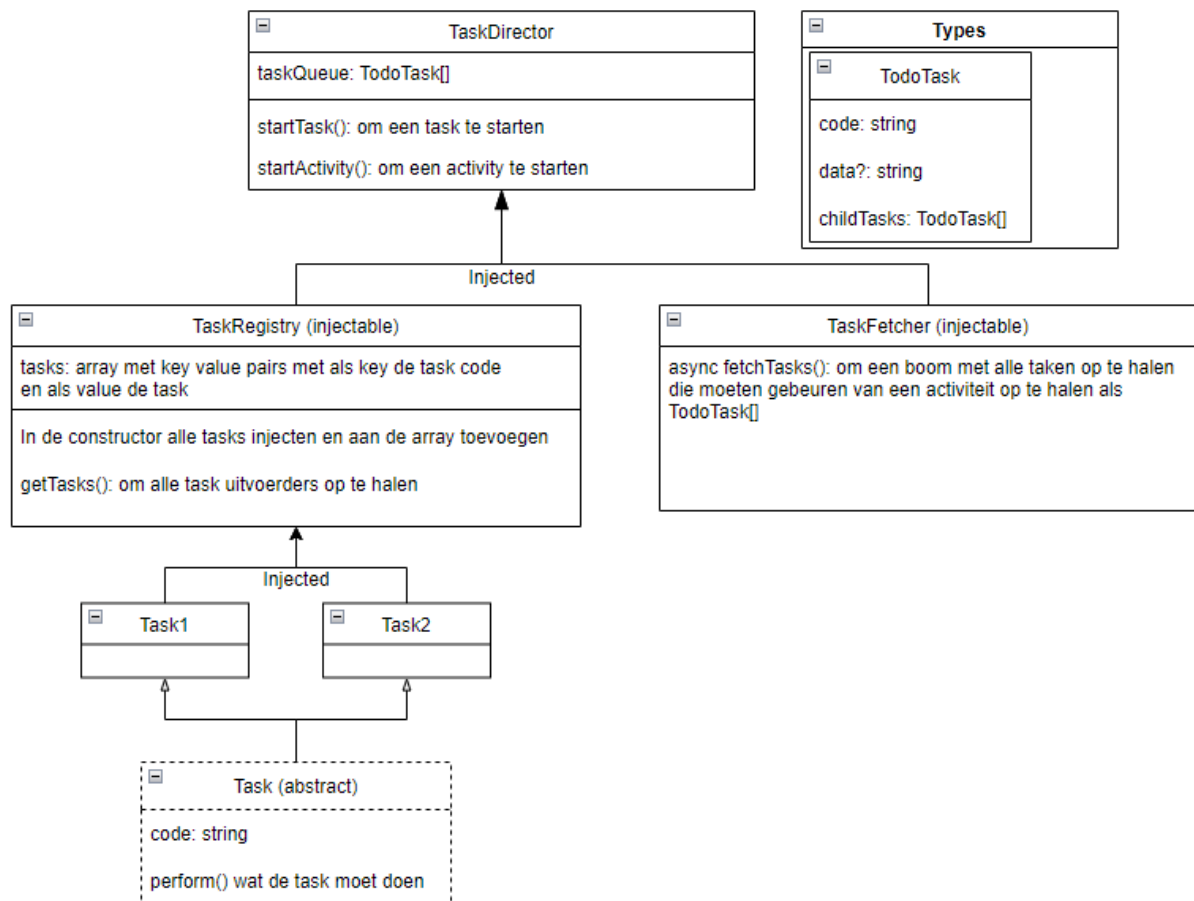 TaskDirector
taskQueue: TodoTask[]
startTask(): om een task te starten
startActivity(): om een activity te starten
Types
TodoTask
code: string
data?: string
childTasks: TodoTask[]
Injected
TaskRegistry (injectable)
tasks: array met key value pairs met als key de task code
en als value de task
In de constructor alle tasks injecten en aan de array toevoegen
getTasks(): om alle task uitvoerders op te halen
TaskFetcher (injectable)
async fetchTasks(): om een boom met alle taken op te halen
die moeten gebeuren van een activiteit op te halen als
TodoTask[]
Injected
Task1
Task2
Task (abstract)
code: string
perform() wat de task moet doen